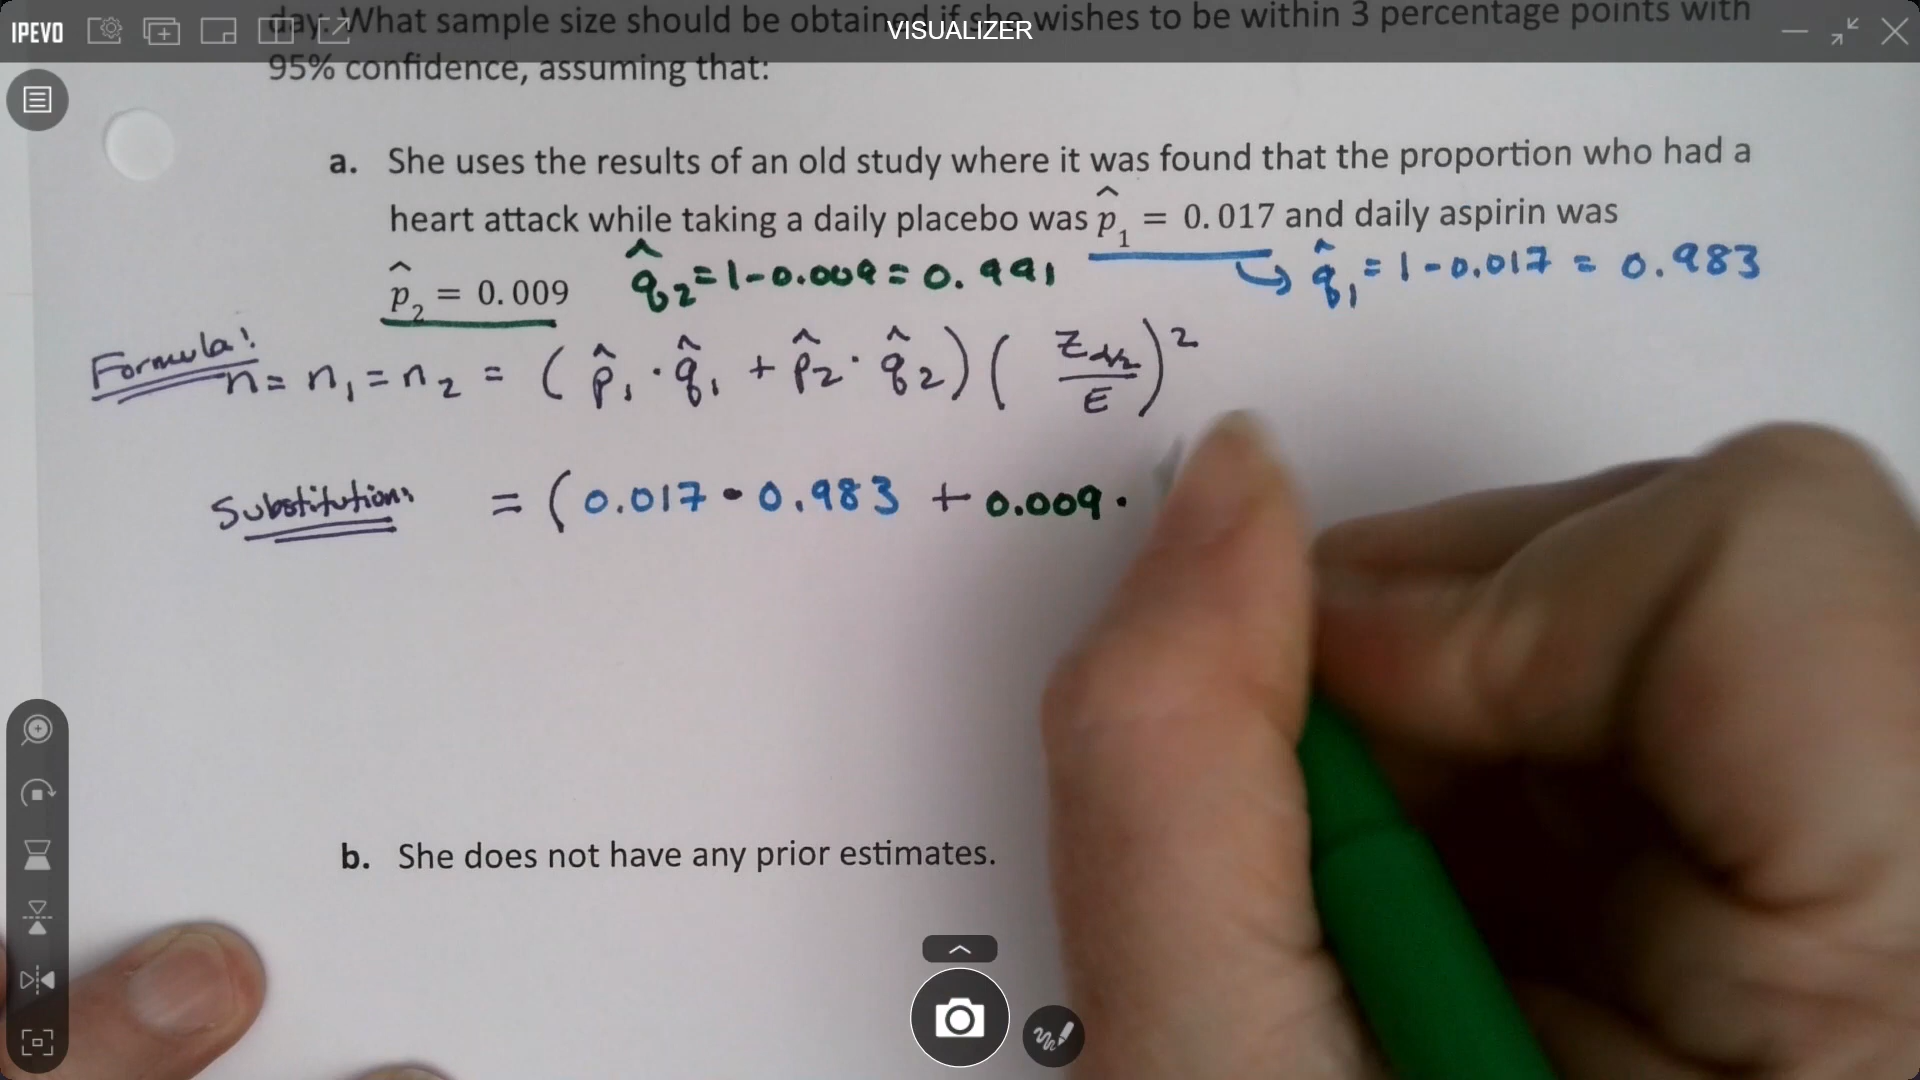 IPEVO
VISUALIZER
day. What sample size should be obtained if she wishes to be within 3 percentage points with
95% confidence, assuming that:
a. She uses the results of an old study where it was found that the proportion who had a
heart attack while taking a daily placebo was p̂₁ = 0.017 and daily aspirin was
p̂₂ = 0.009
q̂₂ = 1 - 0.009 = 0.991
q̂₁ = 1 - 0.017 = 0.983
Formula!
n = n₁ = n₂ = (p̂₁ · q̂₁ + p̂₂ · q̂₂)(Zα/₂ / E)²
Substitution:
= (0.017 · 0.983 + 0.009 ·
b. She does not have any prior estimates.